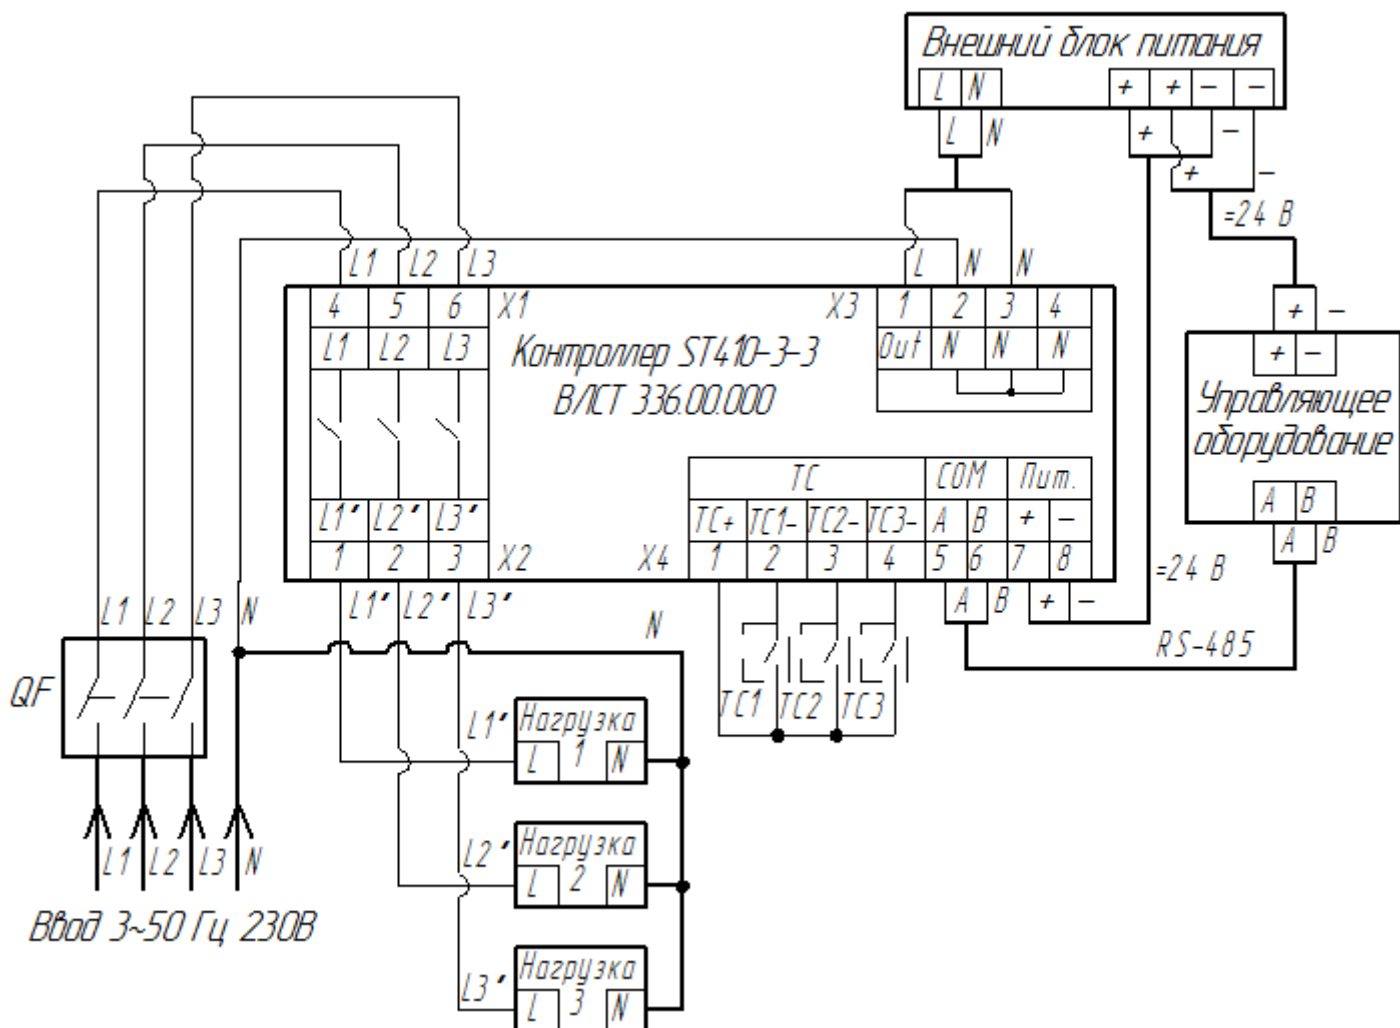 Внешний блок питания
L N + + − −
L N + −
+ −
=24 В
L1 L2 L3 L N N
4 5 6 X1 X3 1 2 3 4
L1 L2 L3 Out N N N
Контроллер ST410-3-3
ВЛСТ 336.00.000
+ −
+ −
Управляющее
оборудование
A B
A B
ТС COM Пит.
L1' L2' L3' ТС+ ТС1- ТС2- ТС3- A B + −
1 2 3 X2 X4 1 2 3 4 5 6 7 8
=24 В
L1' L2' L3' A B + −
RS-485
L1 L2 L3 N N
QF
ТС1 ТС2 ТС3
L1' Нагрузка
L 1 N
L2' Нагрузка
L 2 N
L3' Нагрузка
L 3 N
L1 L2 L3 N
Ввод 3~50 Гц 230В